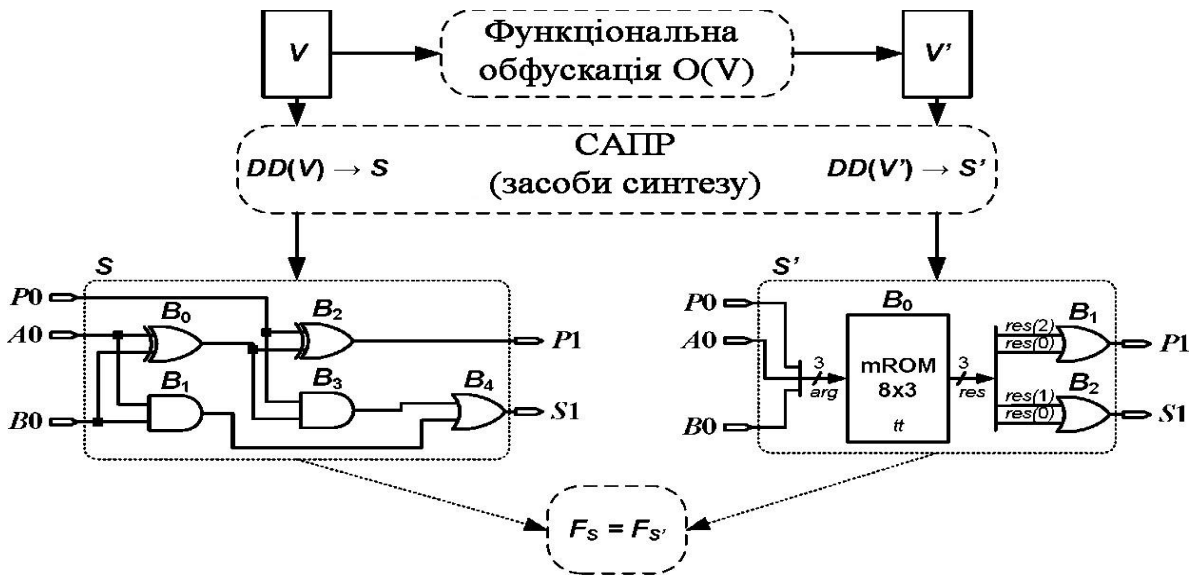 V
Функціональна
обфускація O(V)
V’
САПР
(засоби синтезу)
DD(V) → S
DD(V’) → S’
S
P0
A0
B0
B₀
B₁
B₂
B₃
B₄
P1
S1
S’
P0
A0
B0
3
arg
B₀
mROM
8x3
tt
3
res
res(2)
res(0)
B₁
P1
res(1)
res(0)
B₂
S1
Fₛ = Fₛ’